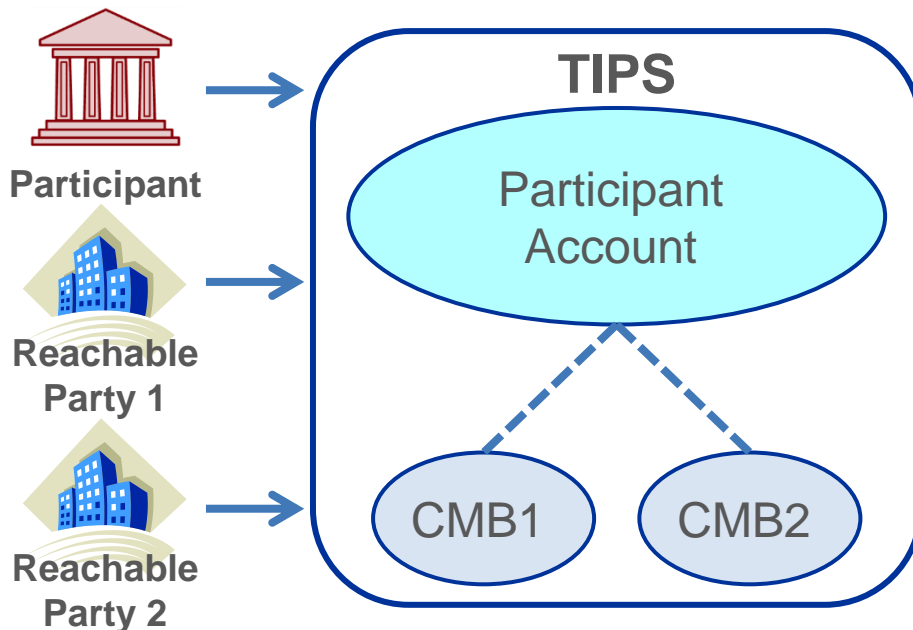 TIPS
Participant
Account
Participant
Reachable
Party 1
Reachable
Party 2
CMB1
CMB2